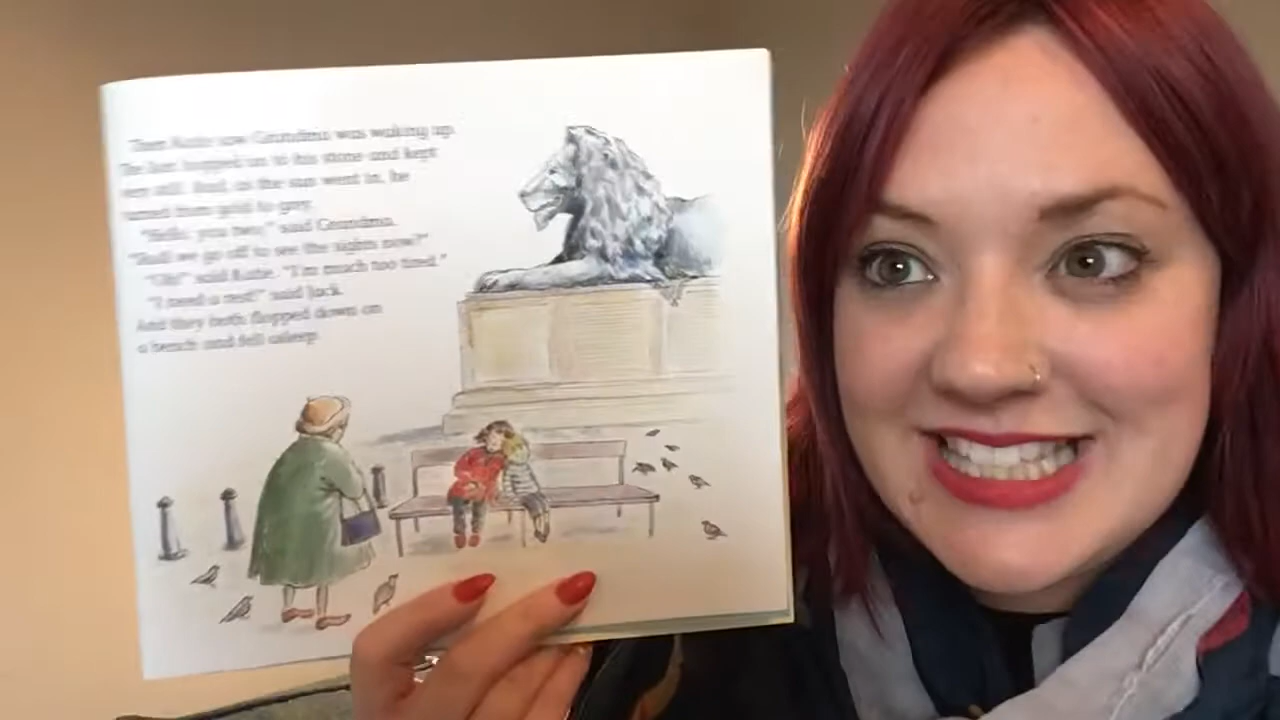 Then Katie saw Grandma was waking up.
The lion hopped on to his stone and kept
very still. And, as the sun went in, he
turned from gold to grey.
"Hello, you two," said Grandma.
"Shall we go off to see the sights now?"
"Oh!" said Katie. "I'm much too tired."
"I need a rest!" said Jack.
And they both flopped down on
a bench and fell asleep.